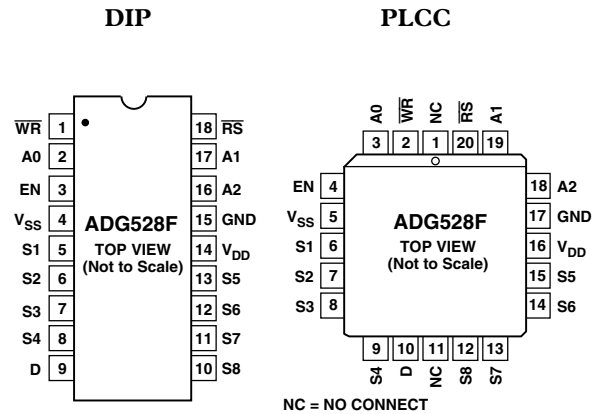 DIP
PLCC
WR 1
A0 2
EN 3
VSS 4
S1 5
S2 6
S3 7
S4 8
D 9
18 RS
17 A1
16 A2
15 GND
14 VDD
13 S5
12 S6
11 S7
10 S8
ADG528F
TOP VIEW
(Not to Scale)
A0 WR NC RS A1
3 2 1 20 19
EN 4
VSS 5
S1 6
S2 7
S3 8
18 A2
17 GND
16 VDD
15 S5
14 S6
ADG528F
TOP VIEW
(Not to Scale)
9 10 11 12 13
S4 D NC S8 S7
NC = NO CONNECT